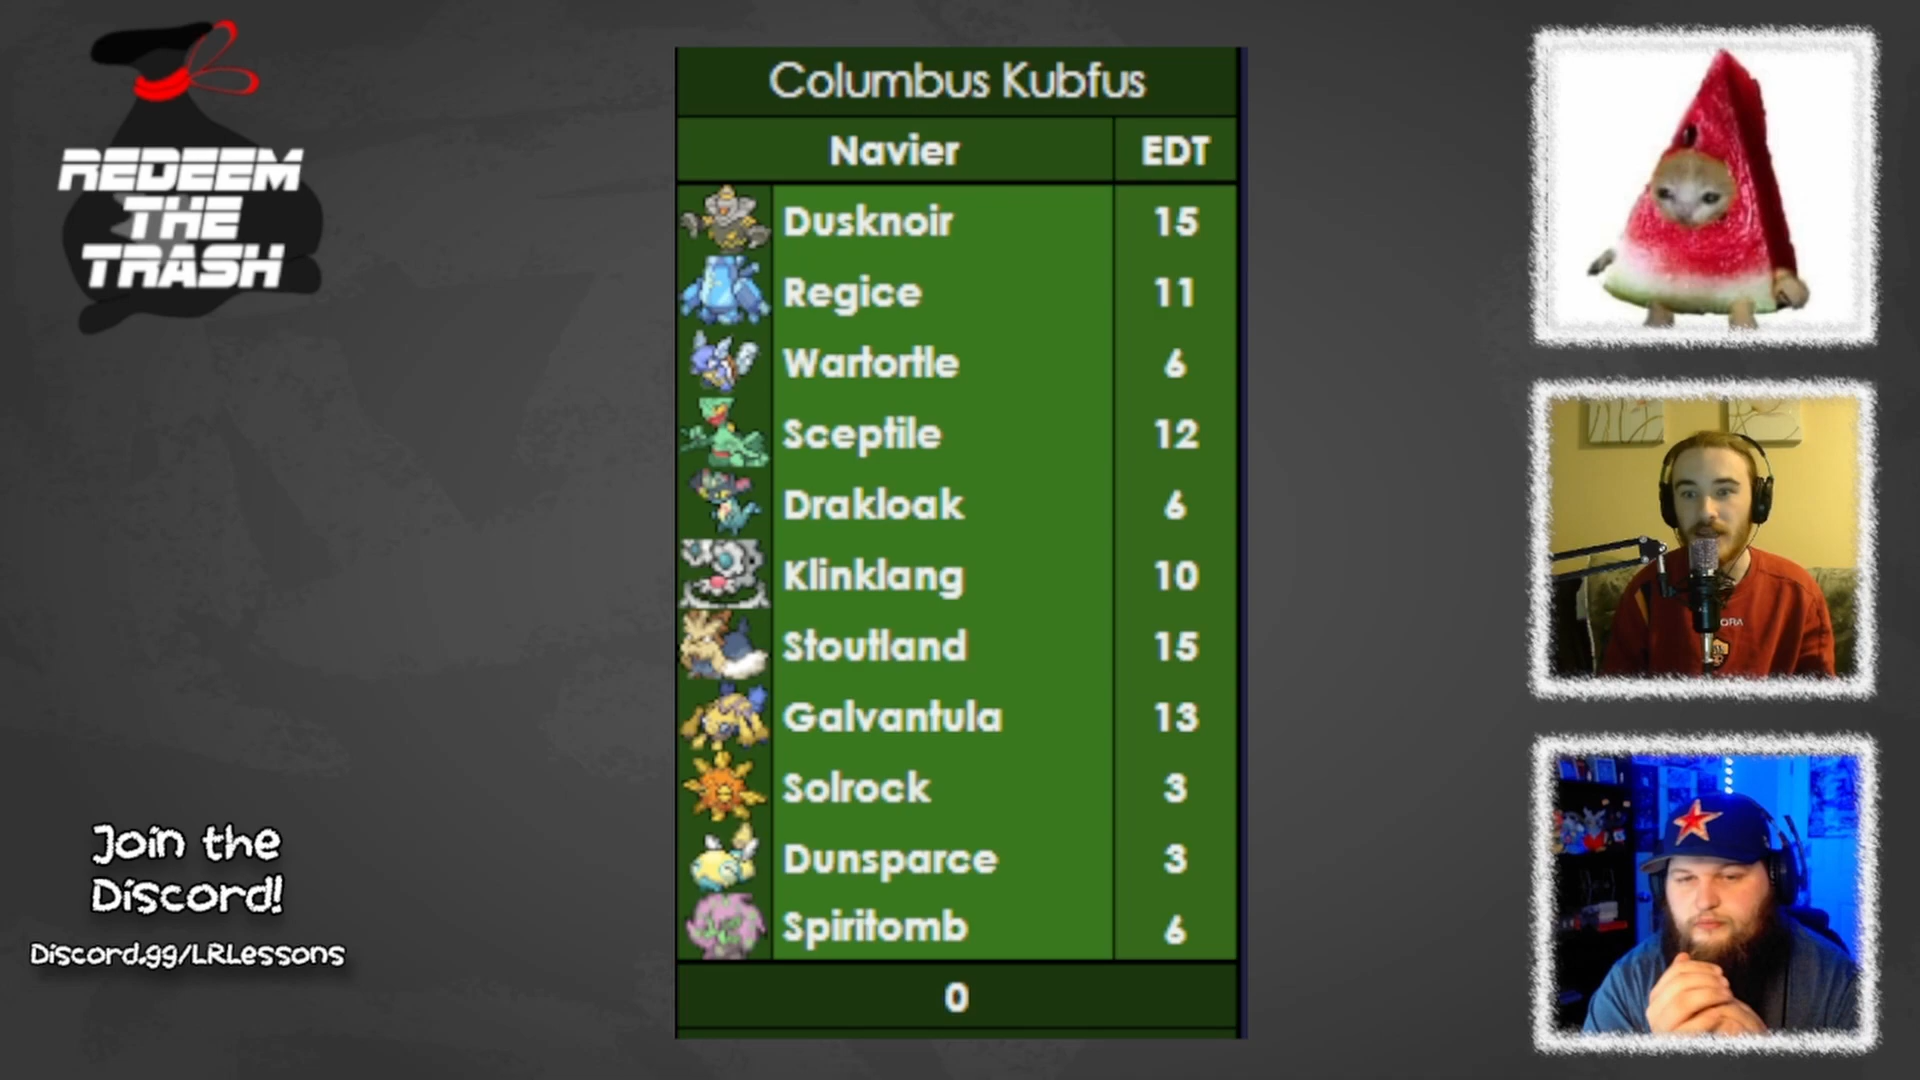 REDEEM
THE
TRASH
Columbus Kubfus
Navier EDT
Dusknoir 15
Regice 11
Wartortle 6
Sceptile 12
Drakloak 6
Klinklang 10
Stoutland 15
Galvantula 13
Solrock 3
Dunsparce 3
Spiritomb 6
0
Join the
Discord!
Discord.gg/LRLessons
ORA